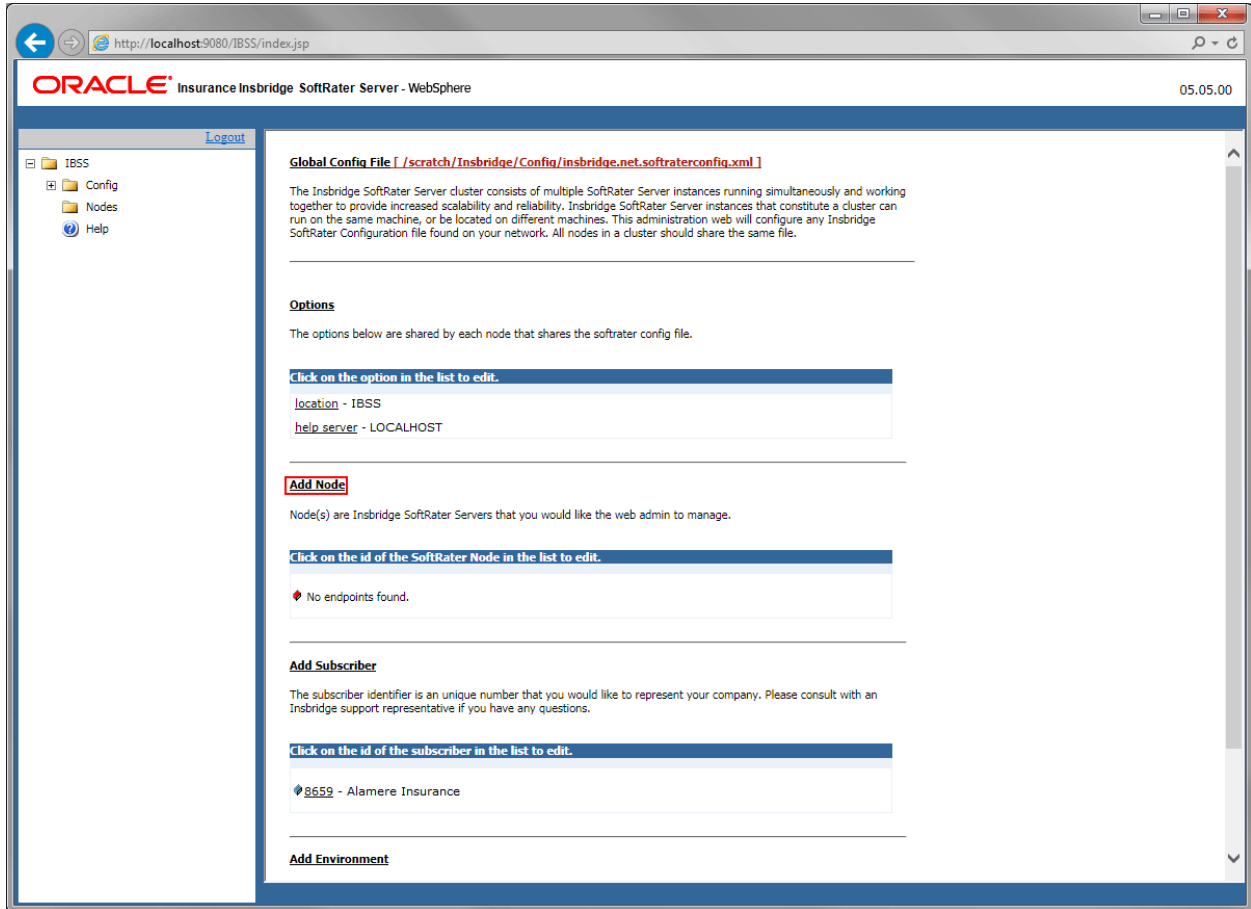 http://localhost:9080/IBSS/index.jsp
ORACLE® Insurance Insbridge SoftRater Server - WebSphere
05.05.00
Logout
IBSS
Config
Nodes
Help
Global Config File [ /scratch/Insbridge/Config/insbridge.net.softraterconfig.xml ]
The Insbridge SoftRater Server cluster consists of multiple SoftRater Server instances running simultaneously and working
together to provide increased scalability and reliability. Insbridge SoftRater Server instances that constitute a cluster can
run on the same machine, or be located on different machines. This administration web will configure any Insbridge
SoftRater Configuration file found on your network. All nodes in a cluster should share the same file.
Options
The options below are shared by each node that shares the softrater config file.
Click on the option in the list to edit.
location - IBSS
help server - LOCALHOST
Add Node
Node(s) are Insbridge SoftRater Servers that you would like the web admin to manage.
Click on the id of the SoftRater Node in the list to edit.
No endpoints found.
Add Subscriber
The subscriber identifier is an unique number that you would like to represent your company. Please consult with an
Insbridge support representative if you have any questions.
Click on the id of the subscriber in the list to edit.
8659 - Alamere Insurance
Add Environment